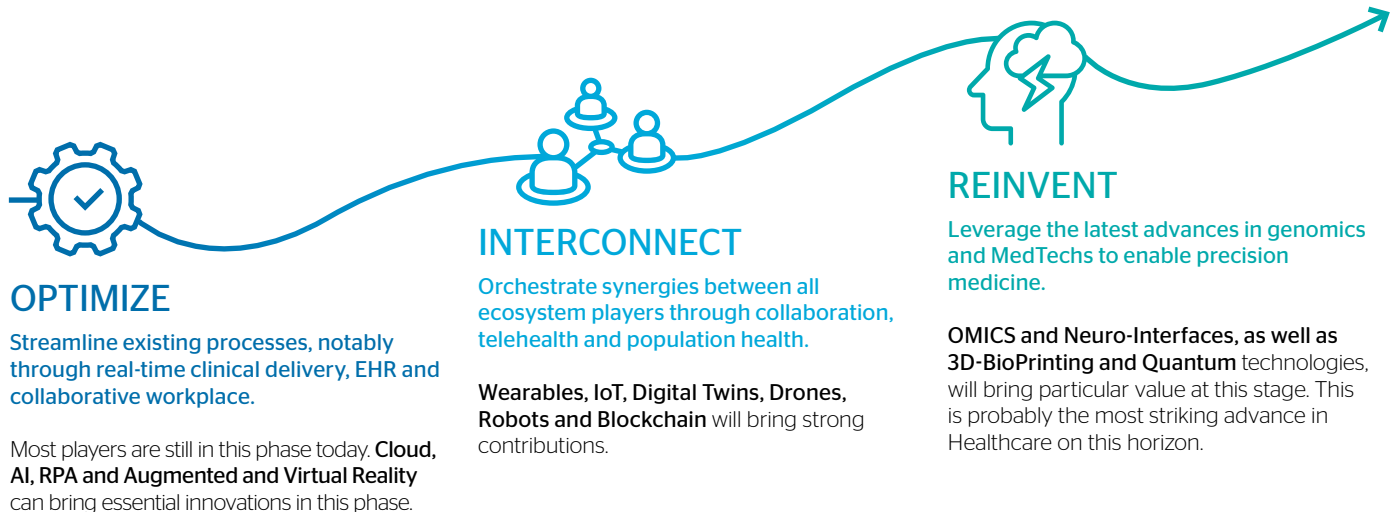 OPTIMIZE
Streamline existing processes, notably
through real-time clinical delivery, EHR and
collaborative workplace.
Most players are still in this phase today. Cloud,
AI, RPA and Augmented and Virtual Reality
can bring essential innovations in this phase.
INTERCONNECT
Orchestrate synergies between all
ecosystem players through collaboration,
telehealth and population health.
Wearables, IoT, Digital Twins, Drones,
Robots and Blockchain will bring strong
contributions.
REINVENT
Leverage the latest advances in genomics
and MedTechs to enable precision
medicine.
OMICS and Neuro-Interfaces, as well as
3D-BioPrinting and Quantum technologies,
will bring particular value at this stage. This
is probably the most striking advance in
Healthcare on this horizon.